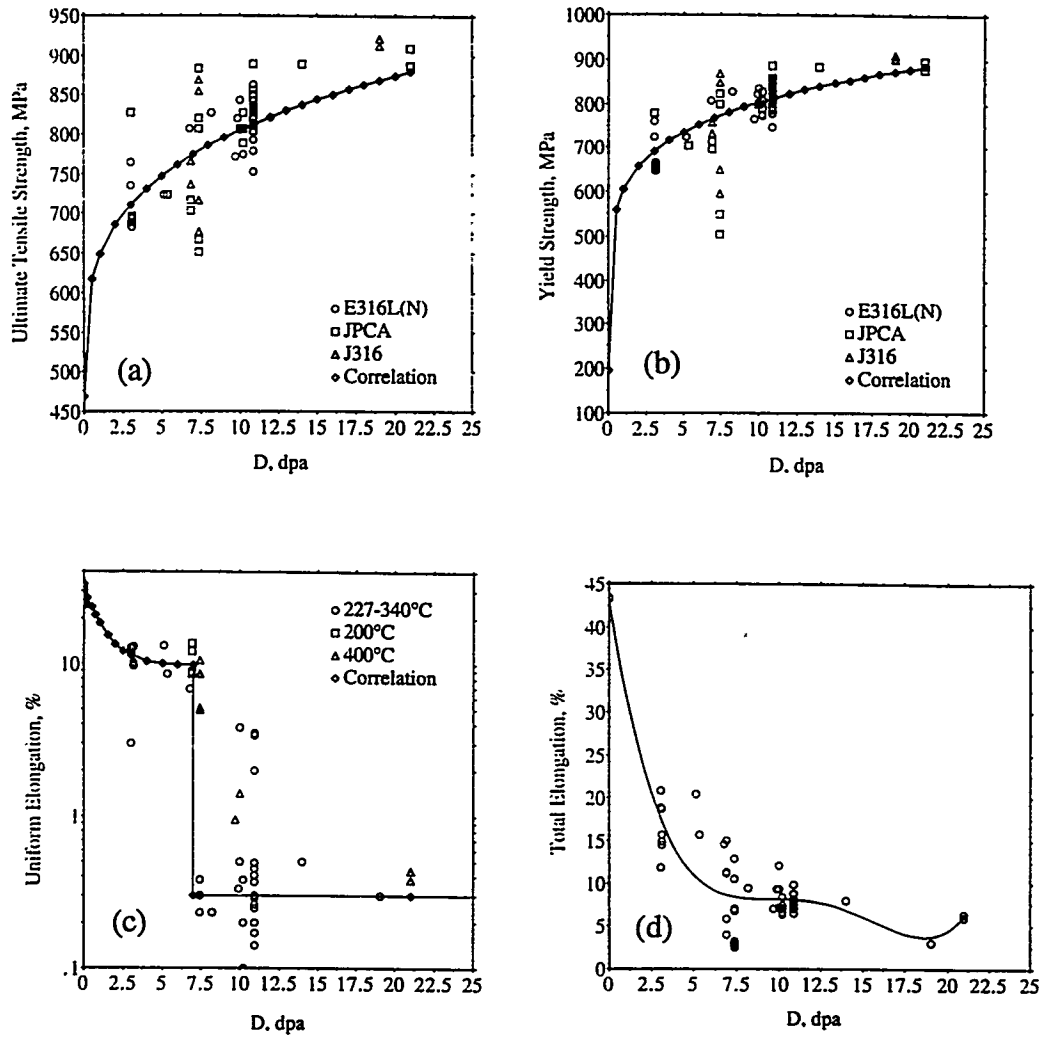 950
900
850
800
750
700
650
600
550
500
450
Ultimate Tensile Strength, MPa
○ E316L(N)
□ JPCA
△ J316
◇ Correlation
(a)
0 2.5 5 7.5 10 12.5 15 17.5 20 22.5 25
D, dpa
1000
900
800
700
600
500
400
300
200
100
Yield Strength, MPa
○ E316L(N)
□ JPCA
△ J316
◇ Correlation
(b)
0 2.5 5 7.5 10 12.5 15 17.5 20 22.5 25
D. dpa
10
1
.1
Uniform Elongation, %
○ 227-340°C
□ 200°C
△ 400°C
◇ Correlation
(c)
0 2.5 5 7.5 10 12.5 15 17.5 20 22.5 25
D. dpa
45
40
35
30
25
20
15
10
5
0
Total Elongation, %
(d)
0 2.5 5 7.5 10 12.5 15 17.5 20 22.5 25
D. dpa